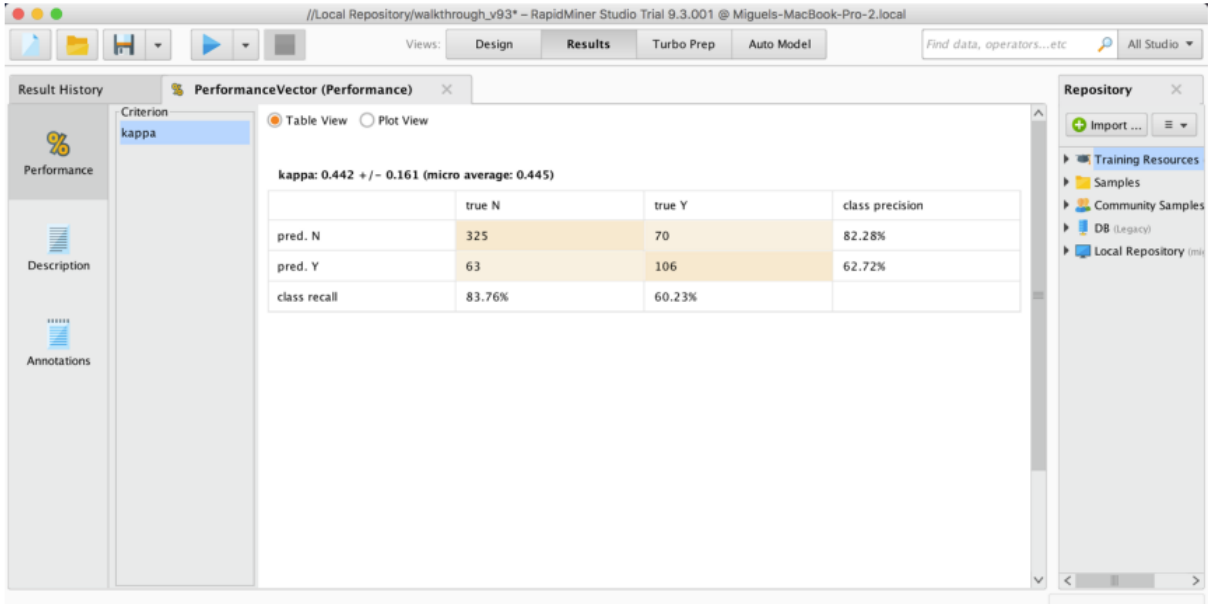 //Local Repository/walkthrough_v93* – RapidMiner Studio Trial 9.3.001 @ Miguels-MacBook-Pro-2.local
Views: Design Results Turbo Prep Auto Model Find data, operators...etc All Studio
Result History PerformanceVector (Performance) Repository
Criterion
kappa
Table View Plot View
Import ...
Performance
kappa: 0.442 +/- 0.161 (micro average: 0.445)
true N true Y class precision
pred. N 325 70 82.28%
pred. Y 63 106 62.72%
class recall 83.76% 60.23%
Description
Annotations
Training Resources
Samples
Community Samples
DB (Legacy)
Local Repository